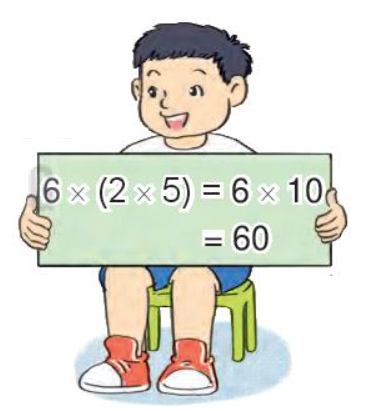 6 × (2 × 5) = 6 × 10
= 60